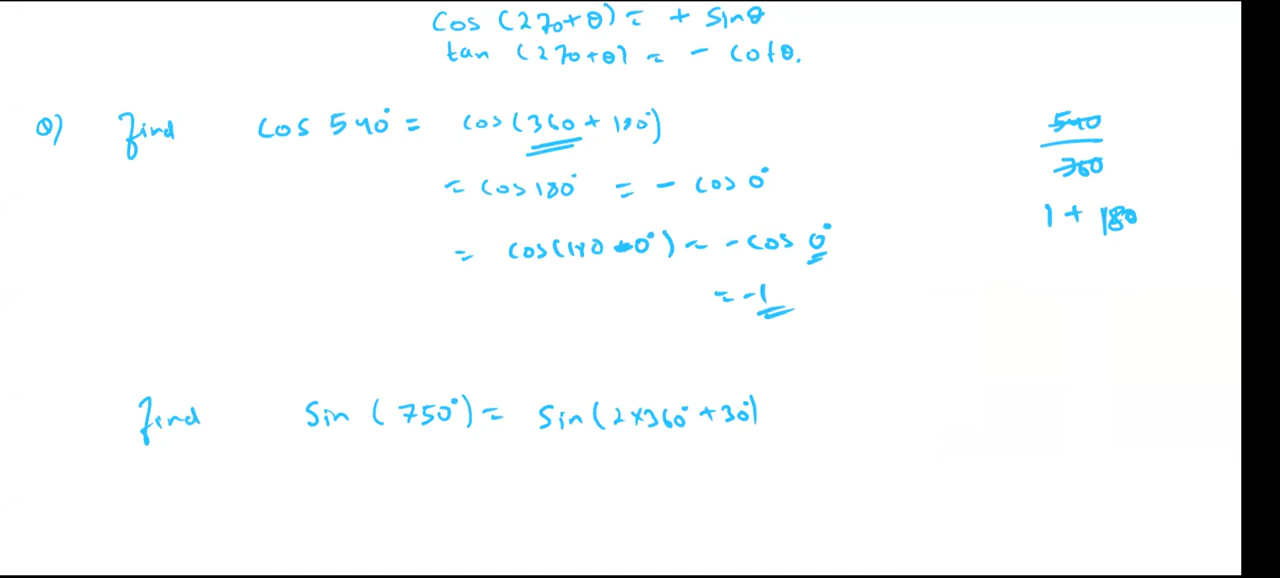 cos (270+θ) = + sinθ
tan (270+θ) = - cotθ.
Q) find cos 540° = cos(360 + 180°)
540
360
= cos 180° = - cos 0°
1 + 180
= cos(180 + 0°) = - cos 0°
= -1
find sin (750°) = sin(2×360° + 30°)